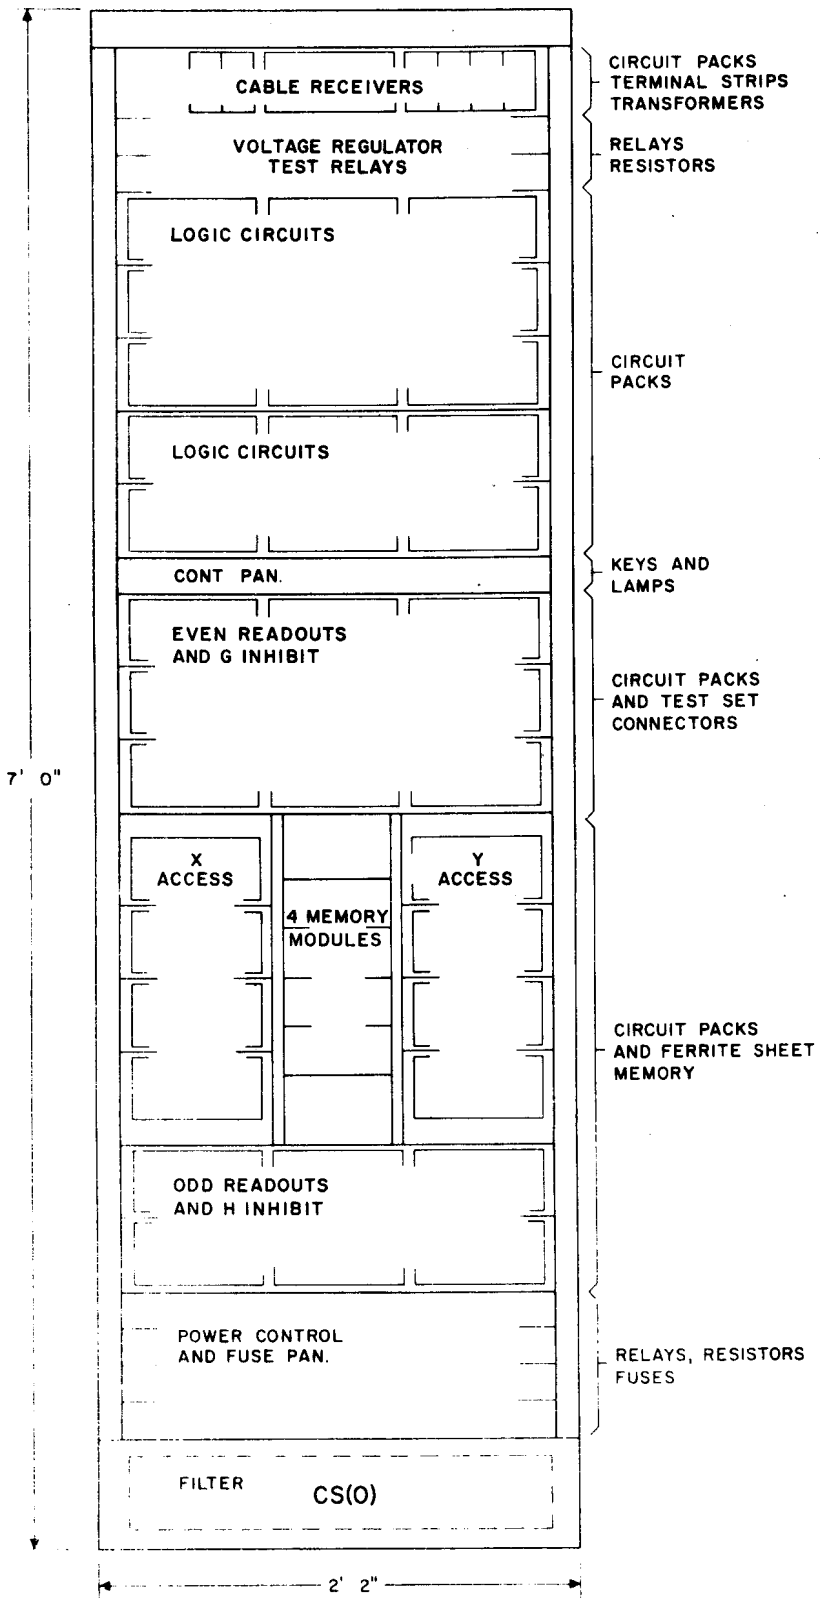 CABLE RECEIVERS
CIRCUIT PACKS
TERMINAL STRIPS
TRANSFORMERS
VOLTAGE REGULATOR
TEST RELAYS
RELAYS
RESISTORS
LOGIC CIRCUITS
CIRCUIT
PACKS
LOGIC CIRCUITS
CONT PAN.
KEYS AND
LAMPS
EVEN READOUTS
AND G INHIBIT
CIRCUIT PACKS
AND TEST SET
CONNECTORS
7' 0"
X
ACCESS
4 MEMORY
MODULES
Y
ACCESS
CIRCUIT PACKS
AND FERRITE SHEET
MEMORY
ODD READOUTS
AND H INHIBIT
POWER CONTROL
AND FUSE PAN.
RELAYS, RESISTORS
FUSES
FILTER
CS(0)
2' 2"